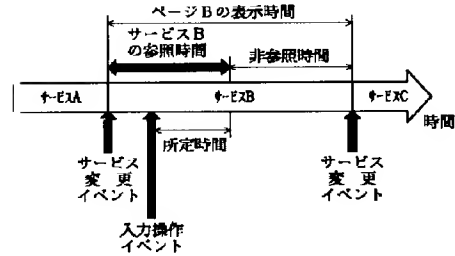 ページBの表示時間
サービスB
の参照時間
非参照時間
サービスA
サービスB
サービスC
時間
所定時間
サービス
変更
イベント
サービス
変更
イベント
入力操作
イベント